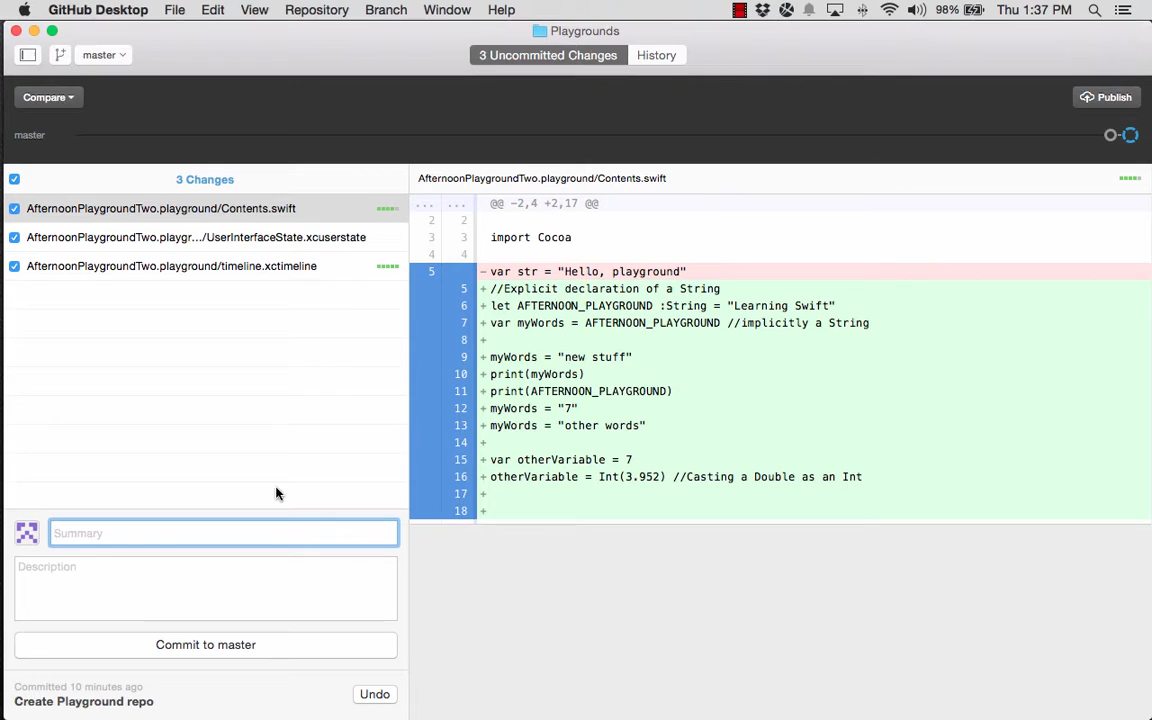 GitHub Desktop File Edit View Repository Branch Window Help 98% Thu 1:37 PM
Playgrounds
master 3 Uncommitted Changes History
Compare Publish
master
3 Changes AfternoonPlaygroundTwo.playground/Contents.swift
AfternoonPlaygroundTwo.playground/Contents.swift
AfternoonPlaygroundTwo.playgr.../UserInterfaceState.xcuserstate
AfternoonPlaygroundTwo.playground/timeline.xctimeline
... ... @@ -2,4 +2,17 @@
2 2
3 3 import Cocoa
4 4
5 - var str = "Hello, playground"
5 + //Explicit declaration of a String
6 + let AFTERNOON_PLAYGROUND :String = "Learning Swift"
7 + var myWords = AFTERNOON_PLAYGROUND //implicitly a String
8 +
9 + myWords = "new stuff"
10 + print(myWords)
11 + print(AFTERNOON_PLAYGROUND)
12 + myWords = "7"
13 + myWords = "other words"
14 +
15 + var otherVariable = 7
16 + otherVariable = Int(3.952) //Casting a Double as an Int
17 +
18 +
Summary
Description
Commit to master
Committed 10 minutes ago
Create Playground repo
Undo